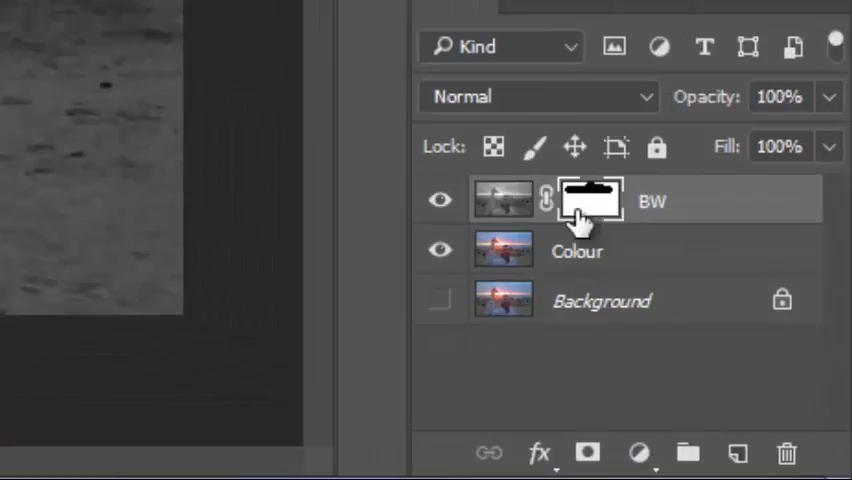 Kind
Normal Opacity: 100%
Lock: Fill: 100%
BW
Colour
Background
fx